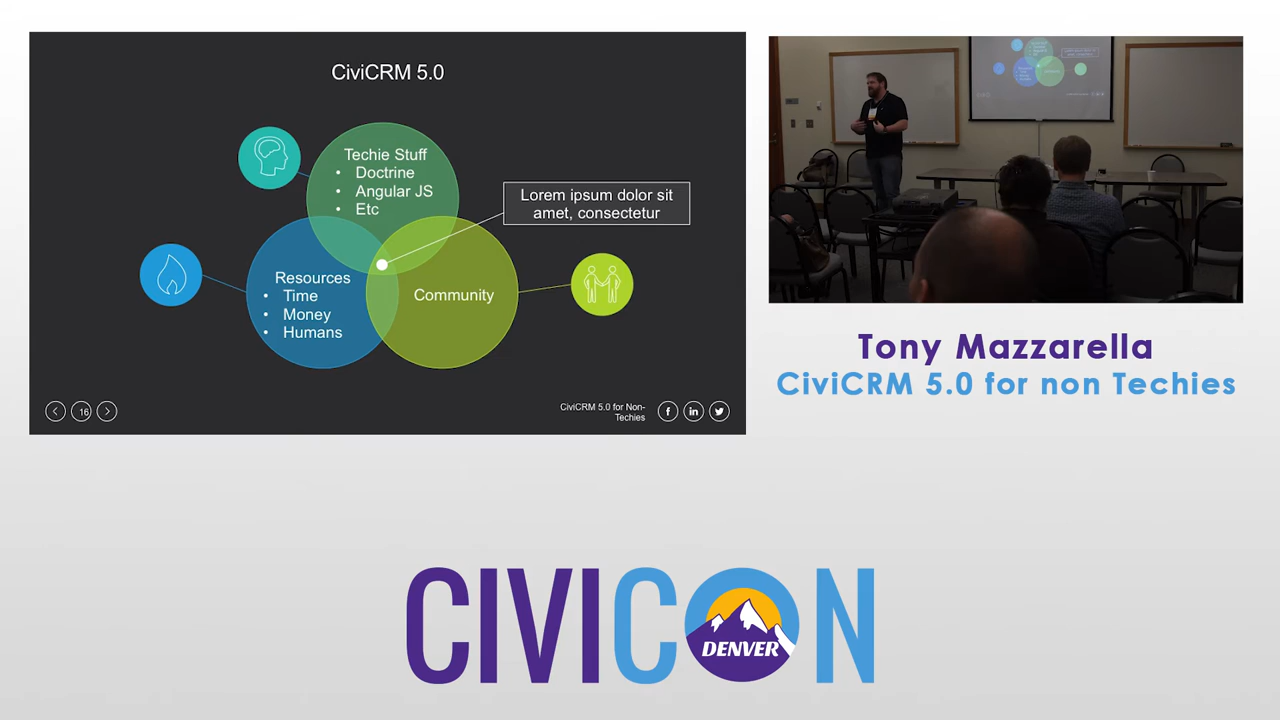 CiviCRM 5.0
Techie Stuff
• Doctrine
• Angular JS
• Etc
Lorem ipsum dolor sit
amet, consectetur
Resources
• Time
• Money
• Humans
Community
16
CiviCRM 5.0 for Non-
Techies
f
in
Tony Mazzarella
CiviCRM 5.0 for non Techies
CIVICON
DENVER